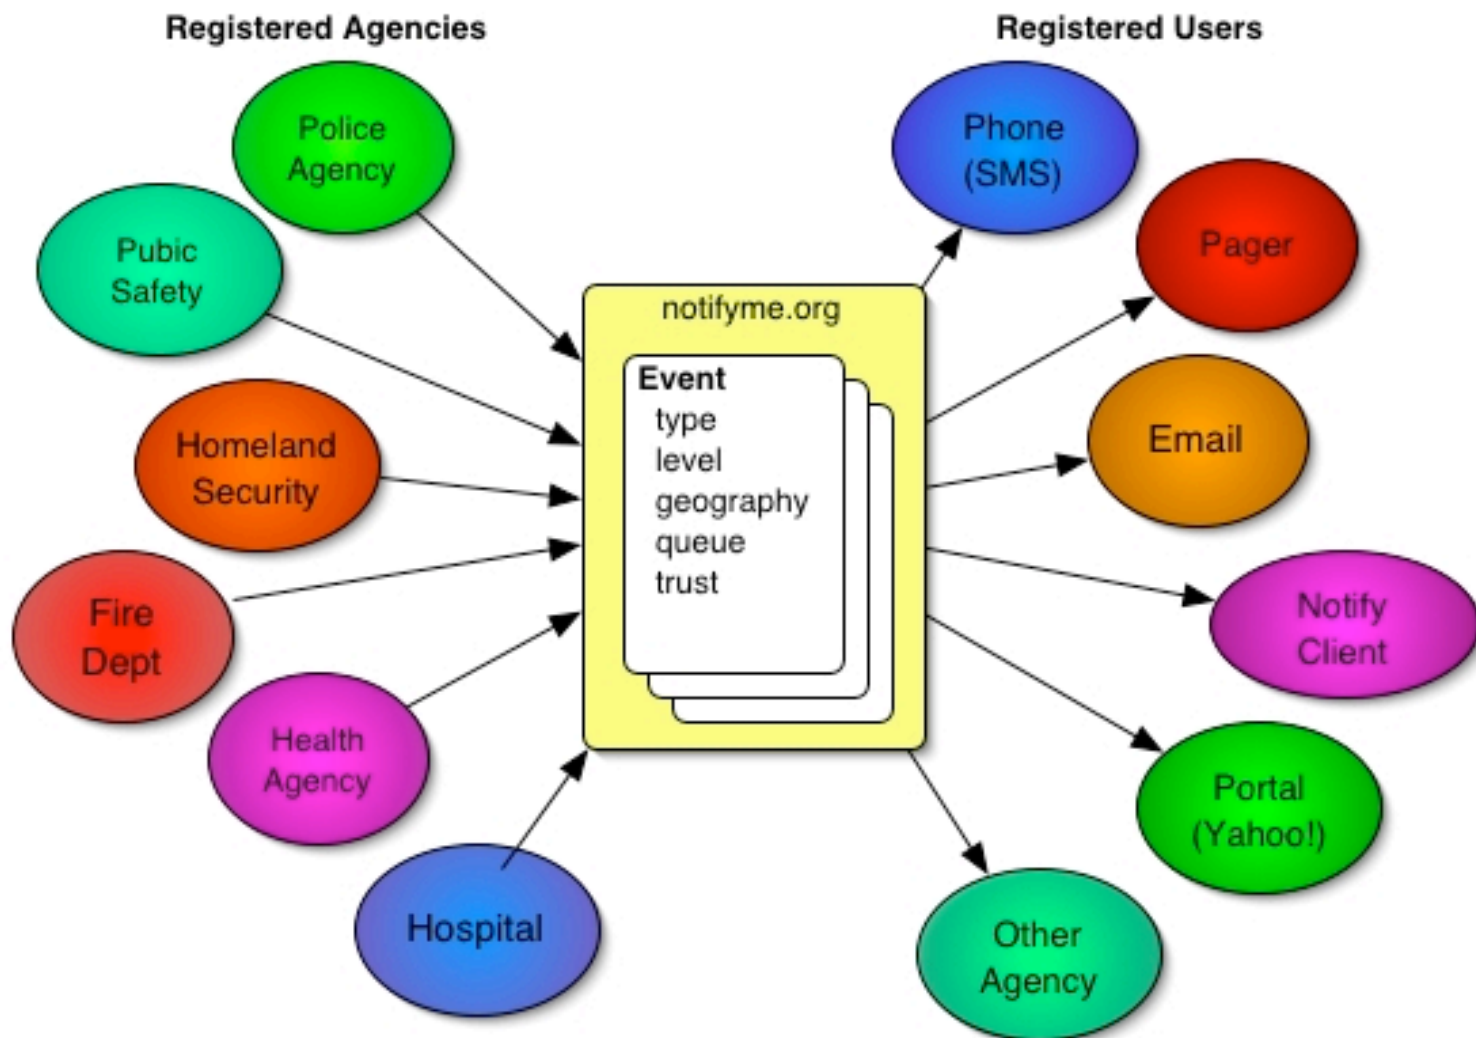 Registered Agencies
Registered Users
Police
Agency
Pubic
Safety
Homeland
Security
Fire
Dept
Health
Agency
Hospital
notifyme.org
Event
type
level
geography
queue
trust
Phone
(SMS)
Pager
Email
Notify
Client
Portal
(Yahoo!)
Other
Agency